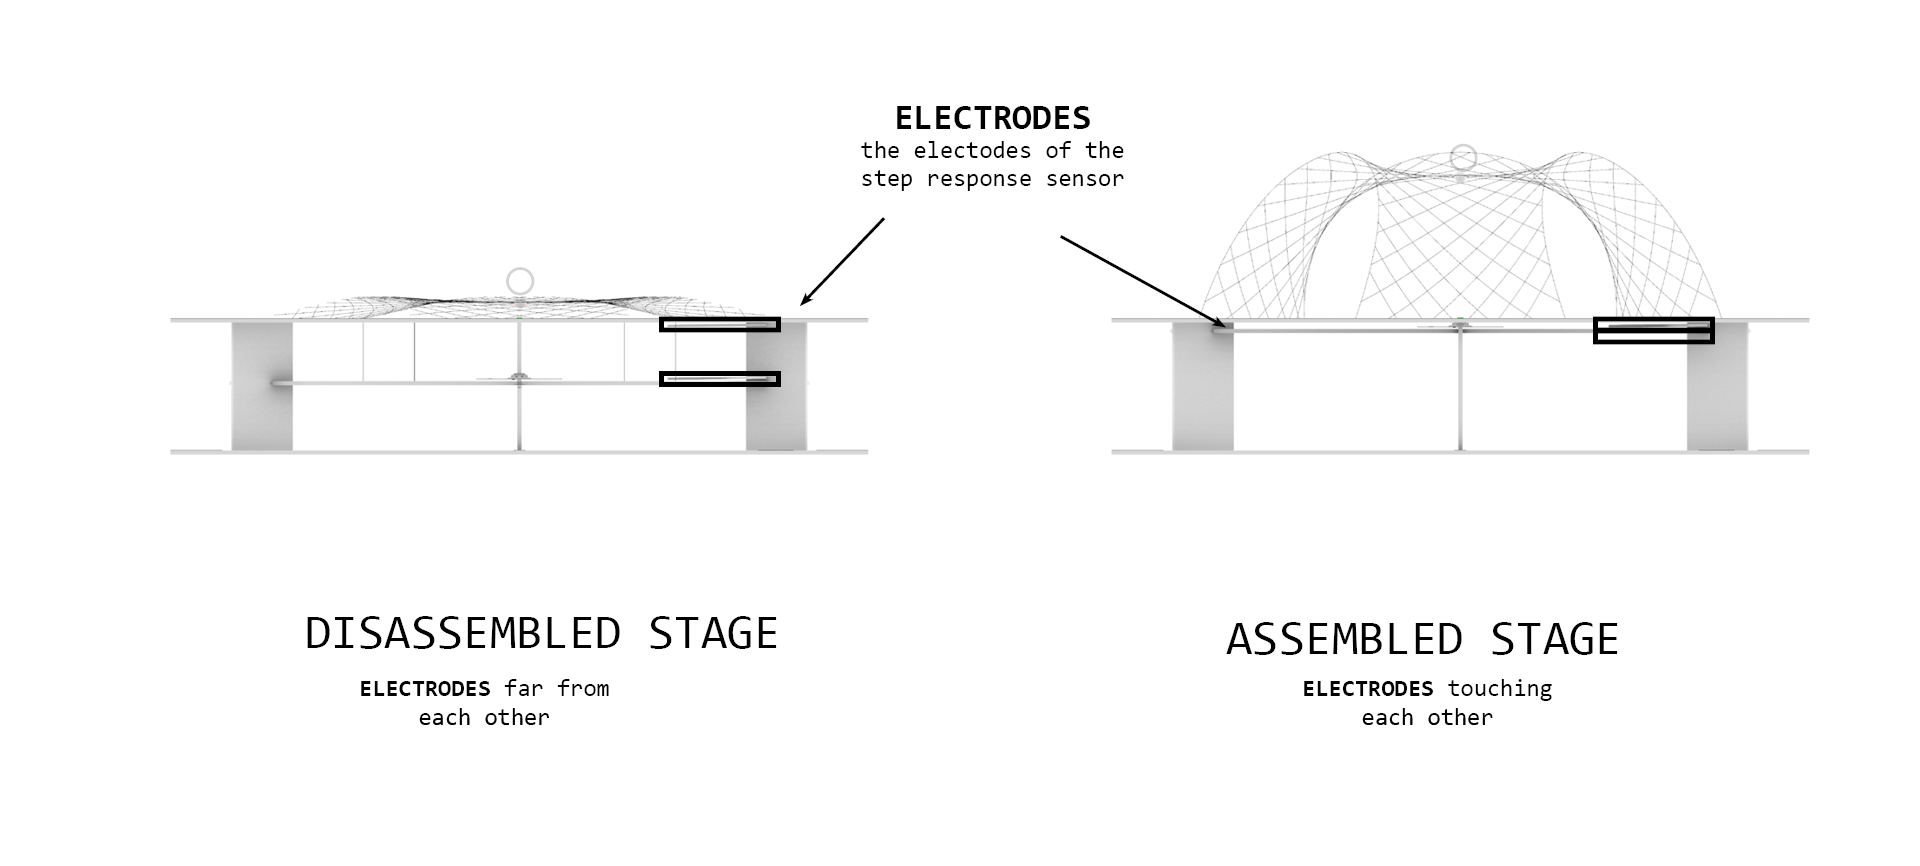 ELECTRODES
the electodes of the
step response sensor
DISASSEMBLED STAGE
ELECTRODES far from
each other
ASSEMBLED STAGE
ELECTRODES touching
each other